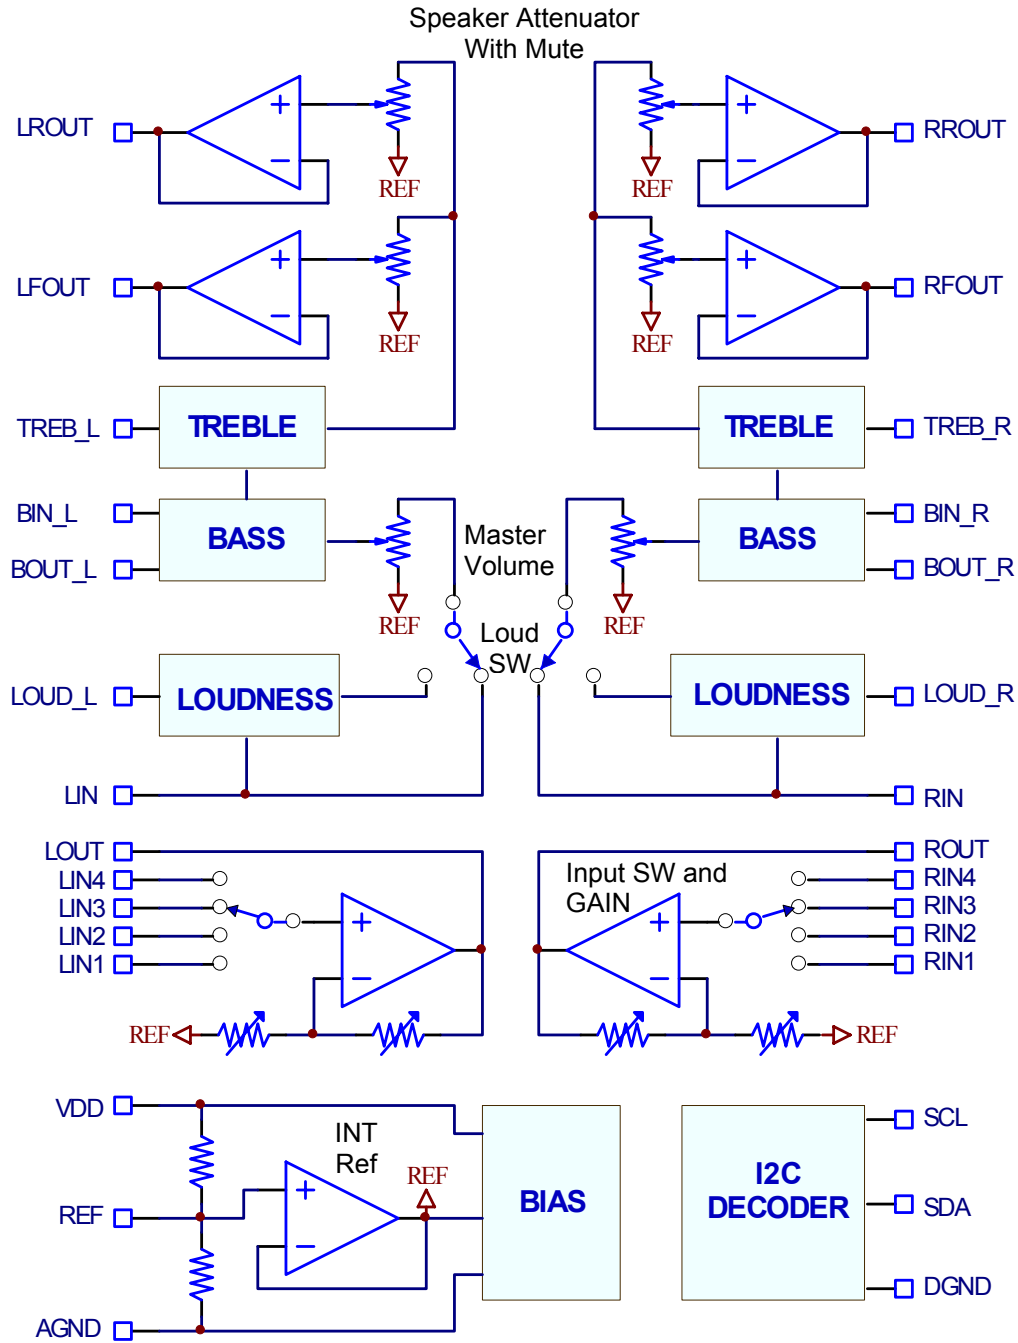 Speaker Attenuator
With Mute
LROUT
RROUT
REF
REF
LFOUT
RFOUT
REF
REF
TREB_L
TREBLE
TREBLE
TREB_R
BIN_L
BASS
Master
Volume
BASS
BIN_R
BOUT_L
BOUT_R
REF
REF
Loud
SW
LOUD_L
LOUDNESS
LOUDNESS
LOUD_R
LIN
RIN
LOUT
ROUT
Input SW and
GAIN
LIN4
RIN4
LIN3
RIN3
LIN2
RIN2
LIN1
RIN1
REF
REF
VDD
INT
Ref
REF
REF
BIAS
AGND
I2C
DECODER
SCL
SDA
DGND